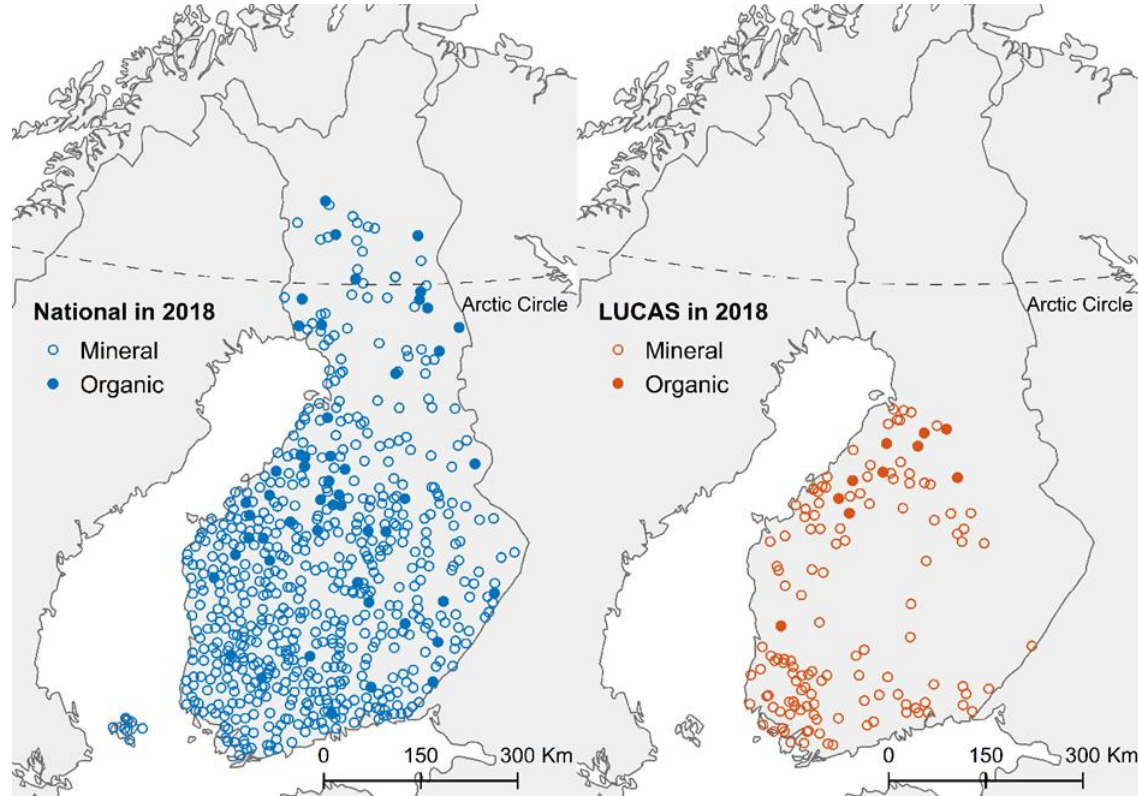 Arctic Circle
National in 2018
Mineral
Organic
0 150 300 Km
Arctic Circle
LUCAS in 2018
Mineral
Organic
0 150 300 Km